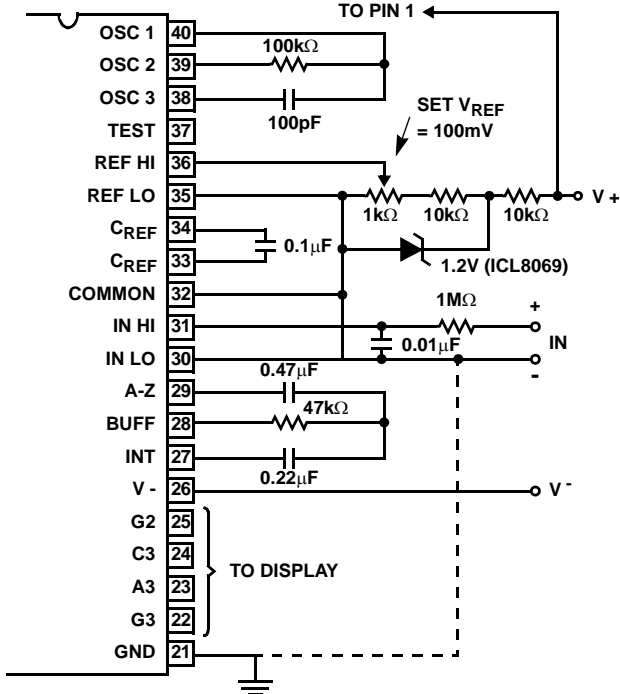 TO PIN 1
OSC 1 40
100kΩ
OSC 2 39
OSC 3 38
100pF
SET VREF
= 100mV
TEST 37
REF HI 36
REF LO 35
1kΩ 10kΩ 10kΩ
V +
CREF 34
0.1µF
CREF 33
1.2V (ICL8069)
COMMON 32
1MΩ
IN HI 31
+
0.01µF
IN
IN LO 30
-
0.47µF
A-Z 29
47kΩ
BUFF 28
INT 27
0.22µF
V - 26
V -
G2 25
C3 24
TO DISPLAY
A3 23
G3 22
GND 21